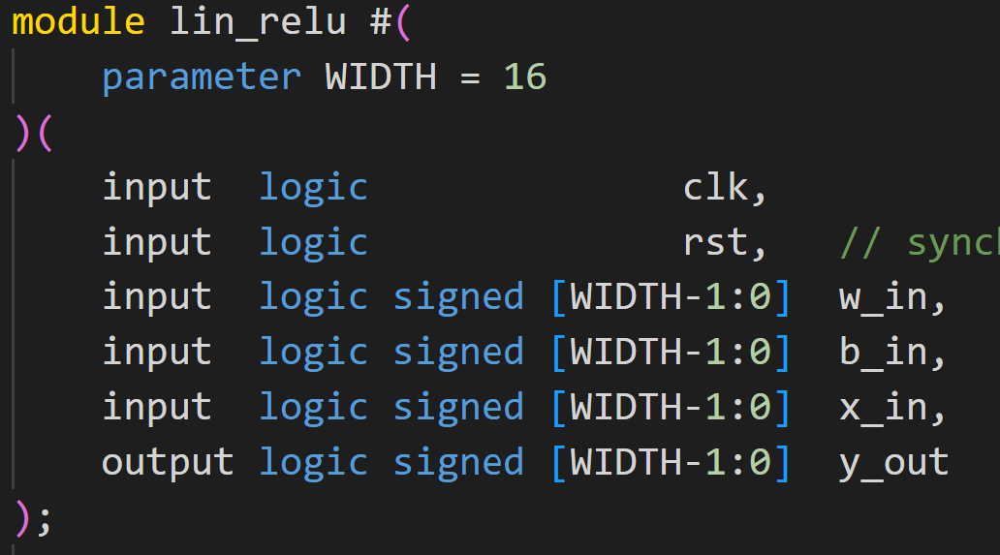 module lin_relu #(
    parameter WIDTH = 16
)(
    input  logic              clk,
    input  logic              rst,   //
    input  logic signed [WIDTH-1:0]  w_in,
    input  logic signed [WIDTH-1:0]  b_in,
    input  logic signed [WIDTH-1:0]  x_in,
    output logic signed [WIDTH-1:0]  y_out
);